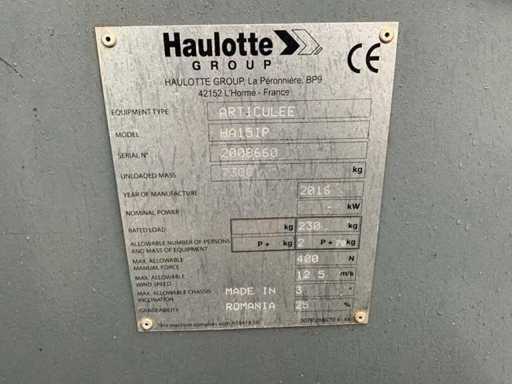 Haulotte
GROUP
CE
HAULOTTE GROUP, La Péronnière, BP9
42152 L'Horme - France
EQUIPMENT TYPE ARTICULEE
MODEL HA15IP
SERIAL N° 2008660
UNLOADED MASS kg
YEAR OF MANUFACTURE 2016
NOMINAL POWER - kW
RATED LOAD kg 230 kg
ALLOWABLE NUMBER OF PERSONS AND MASS OF EQUIPMENT P + kg 2 P + kg
MAX. ALLOWABLE MANUAL FORCE 400 N
MAX. ALLOWABLE WIND SPEED 12.5 m/s
MAX. ALLOWABLE CHASSIS INCLINATION MADE IN 3 °
GRADEABILITY ROMANIA 25 %